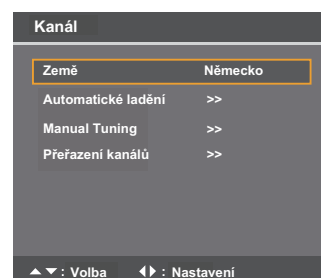 Kanál
Země Německo
Automatické ladění >>
Manual Tuning >>
Přeřazení kanálů >>
▲ ▼ : Volba ◀ ▶ : Nastavení